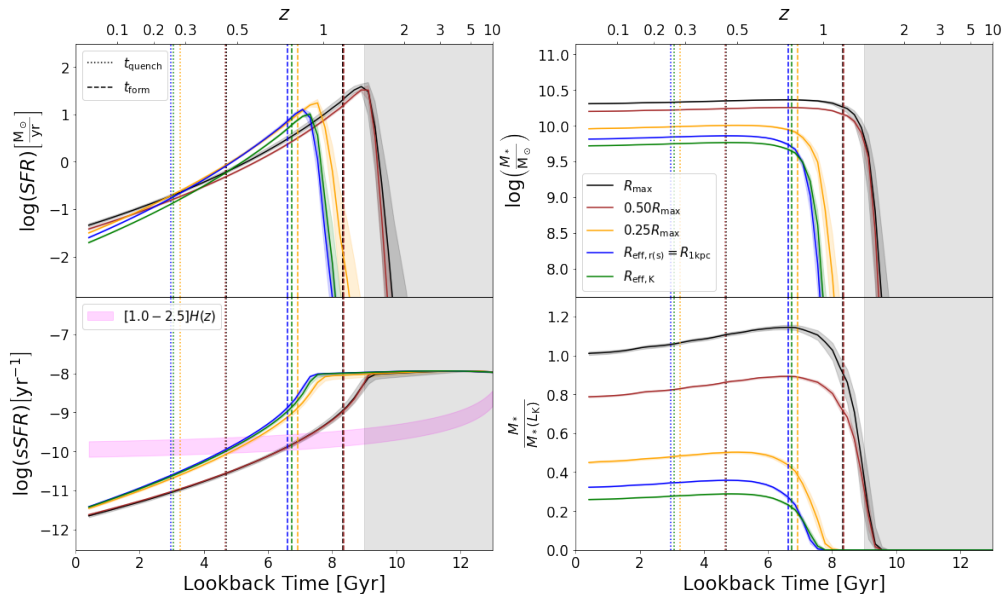 z
z
0.1 0.2 0.3 0.5 1 2 3 5 10
0.1 0.2 0.3 0.5 1 2 3 5 10
t_quench
t_form
log(SFR) [M_⊙/yr]
2
1
0
−1
−2
log(M^*/M_⊙)
11.0
10.5
10.0
9.5
9.0
8.5
8.0
R_max
0.50R_max
0.25R_max
R_eff,r(s) = R_1kpc
R_eff,K
[1.0 − 2.5]H(z)
log(sSFR) [yr^−1]
−7
−8
−9
−10
−11
−12
M_*/M_*(L_K)
1.2
1.0
0.8
0.6
0.4
0.2
0.0
0 2 4 6 8 10 12
0 2 4 6 8 10 12
Lookback Time [Gyr]
Lookback Time [Gyr]